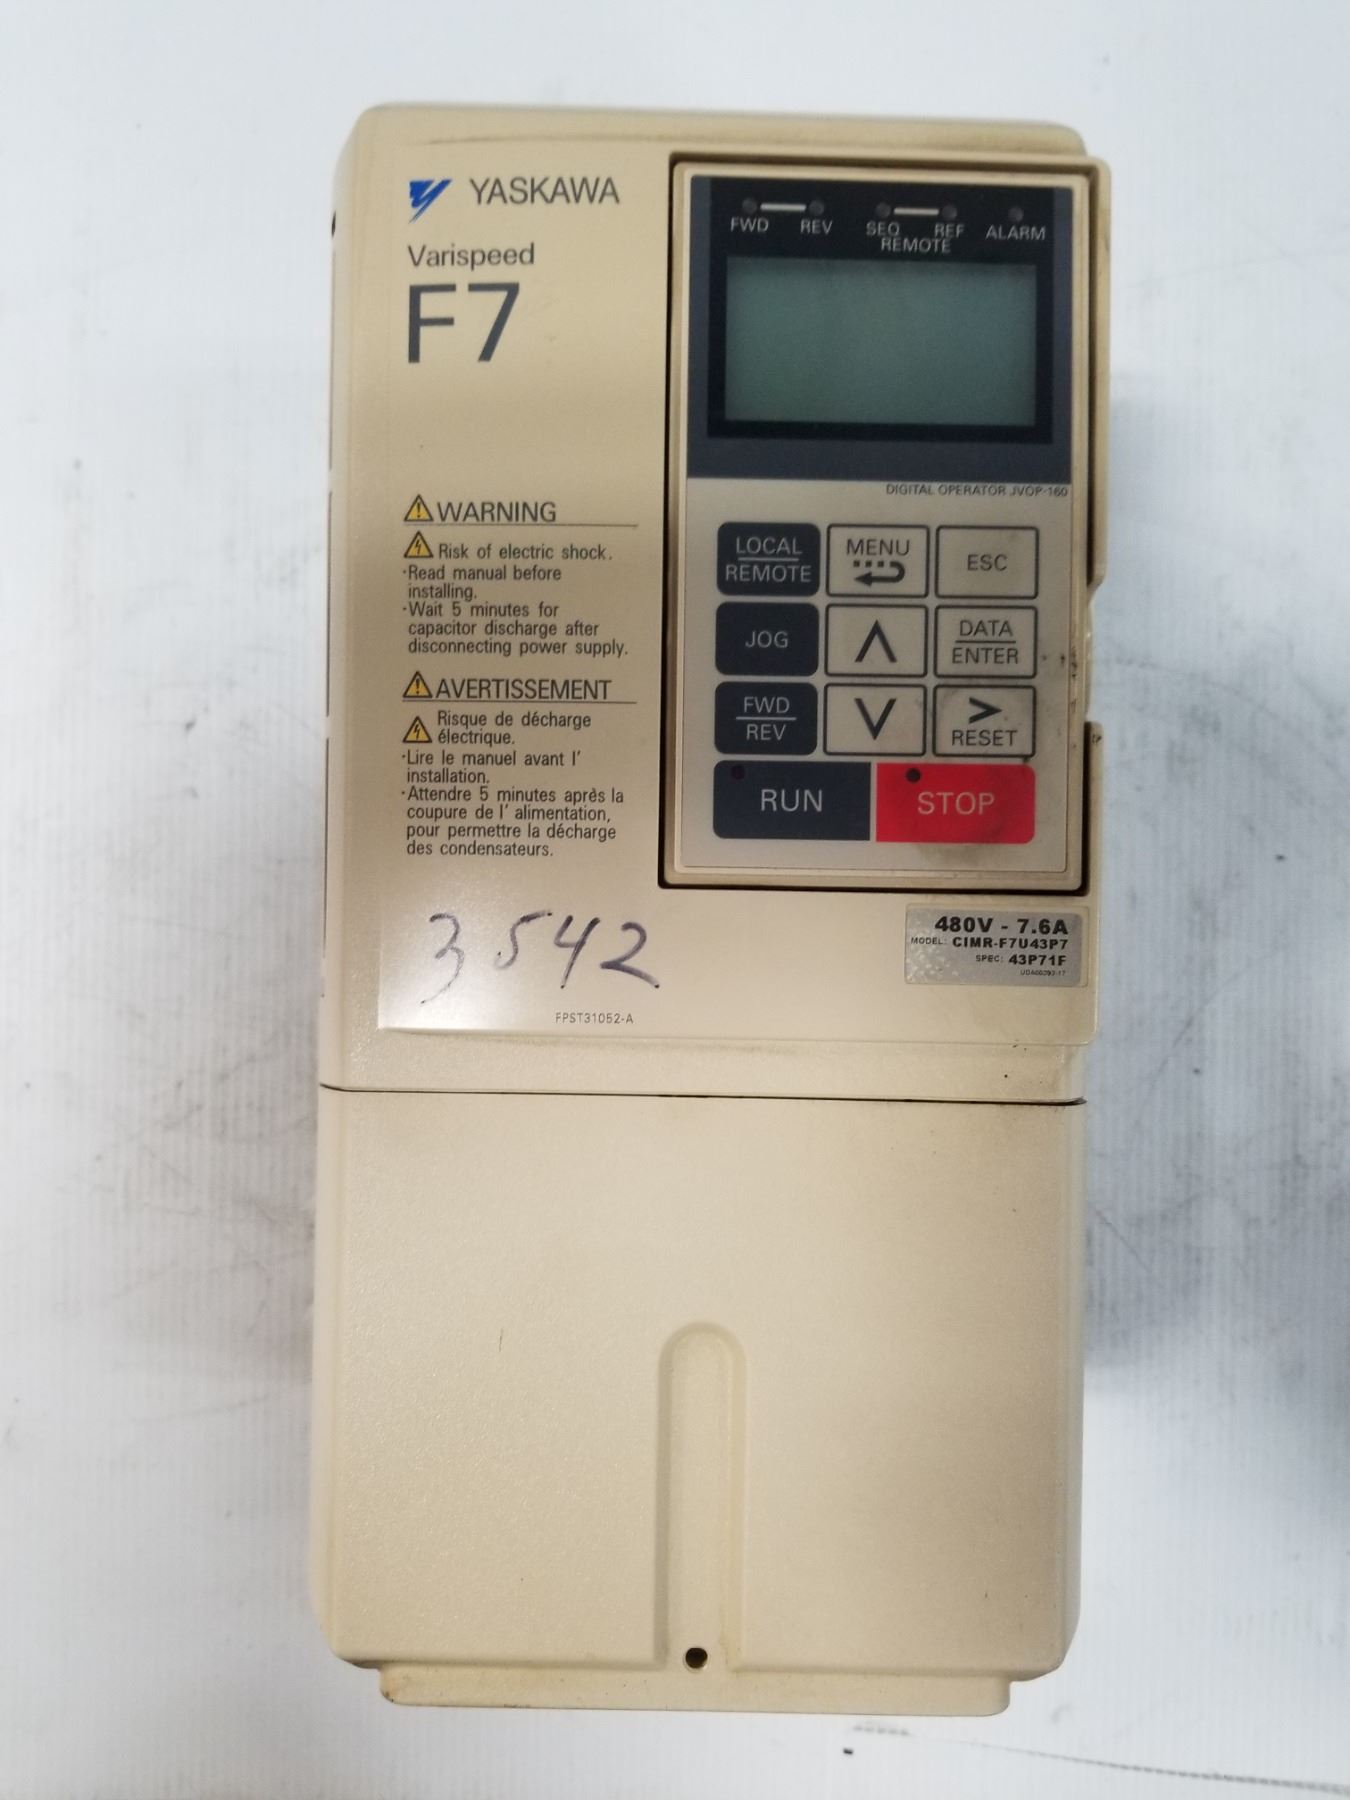 YASKAWA
Varispeed
F7
WARNING
Risk of electric shock.
·Read manual before
installing.
·Wait 5 minutes for
capacitor discharge after
disconnecting power supply.
AVERTISSEMENT
Risque de décharge
électrique.
·Lire le manuel avant l'
installation.
·Attendre 5 minutes après la
coupure de l' alimentation,
pour permettre la décharge
des condensateurs.
3542
FPST31052-A
FWD REV SEQ REF ALARM
REMOTE
DIGITAL OPERATOR JVOP-160
LOCAL
REMOTE
MENU
ESC
JOG
DATA
ENTER
FWD
REV
>
RESET
RUN
STOP
480V - 7.6A
MODEL: CIMR-F7U43P7
SPEC: 43P71F